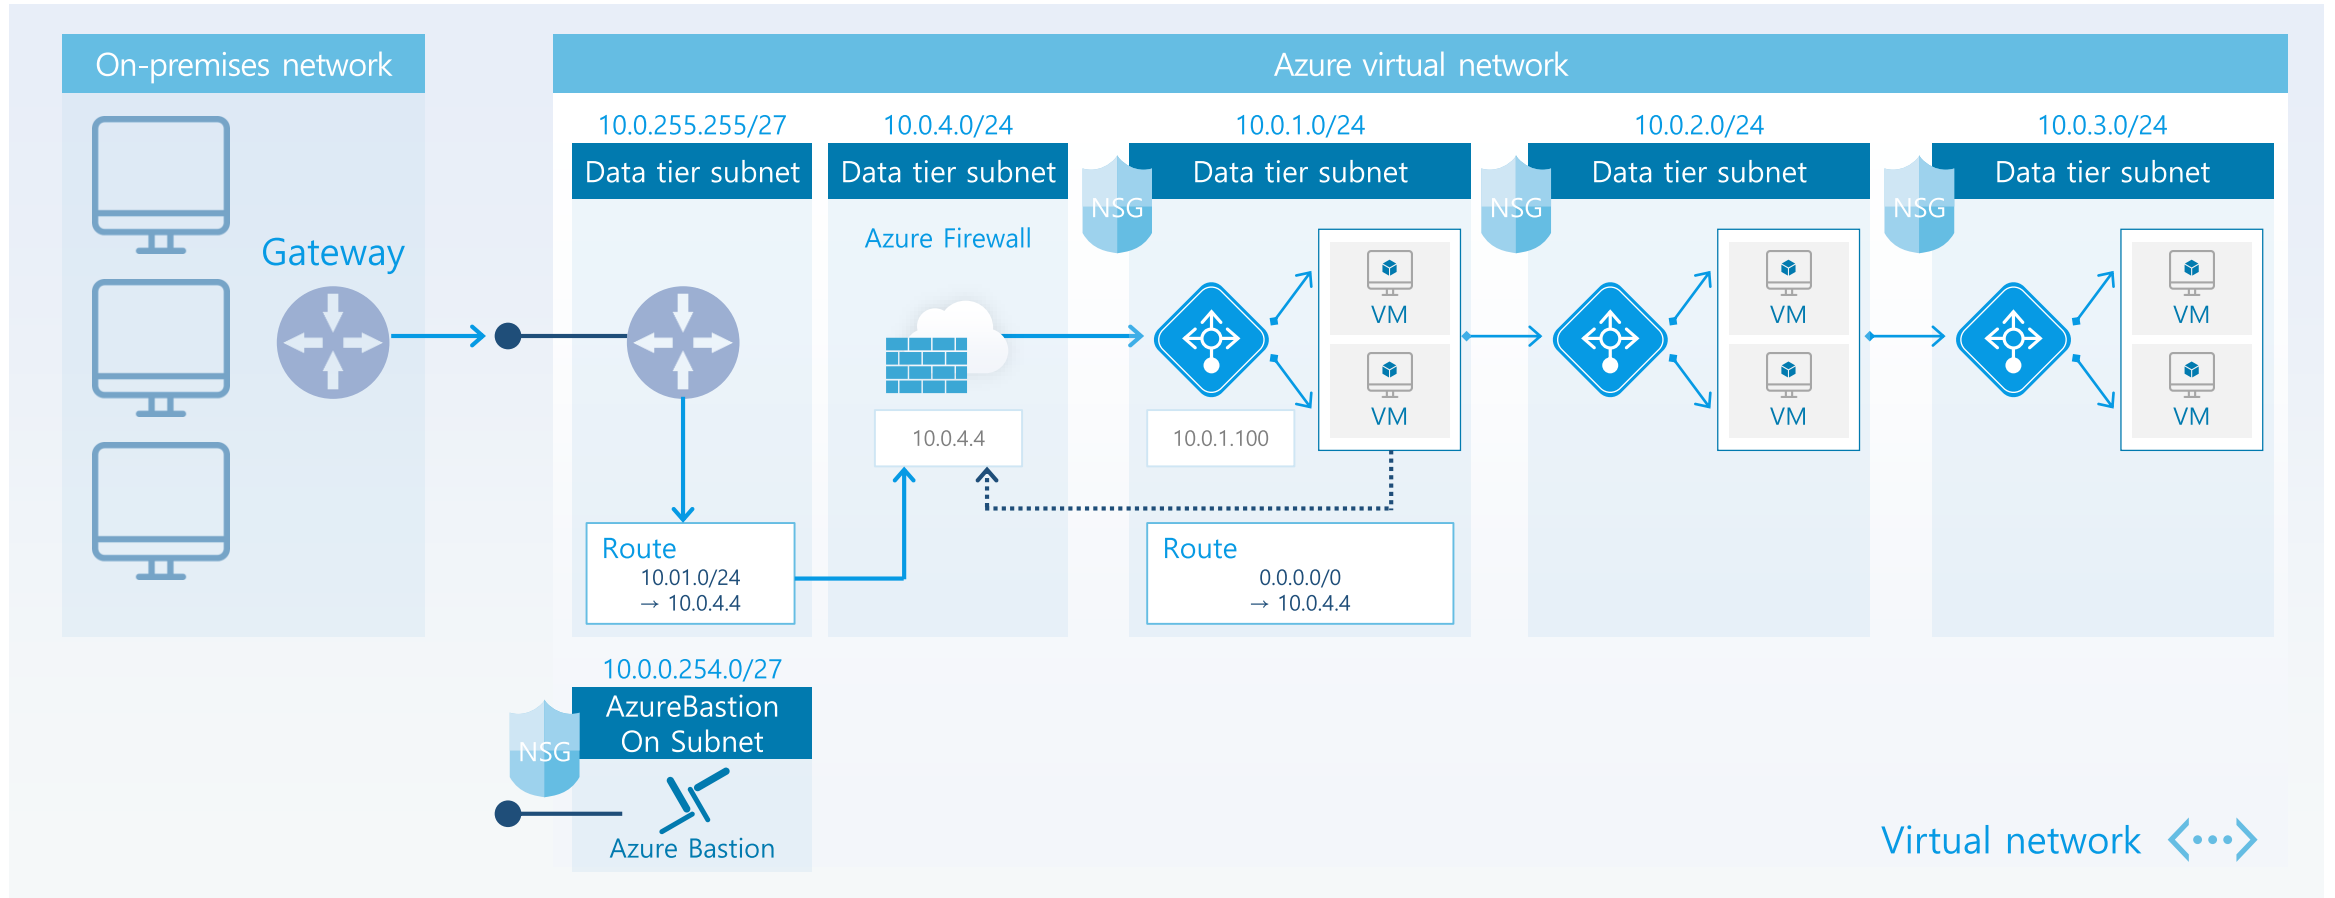 On-premises network
Gateway
Azure virtual network
10.0.255.255/27
Data tier subnet
Route
10.01.0/24
→ 10.0.4.4
10.0.4.0/24
Data tier subnet
Azure Firewall
10.0.4.4
10.0.1.0/24
NSG
Data tier subnet
VM
VM
10.0.1.100
Route
0.0.0.0/0
→ 10.0.4.4
10.0.2.0/24
NSG
Data tier subnet
VM
VM
10.0.3.0/24
NSG
Data tier subnet
VM
VM
10.0.0.254.0/27
AzureBastion
On Subnet
NSG
Azure Bastion
Virtual network